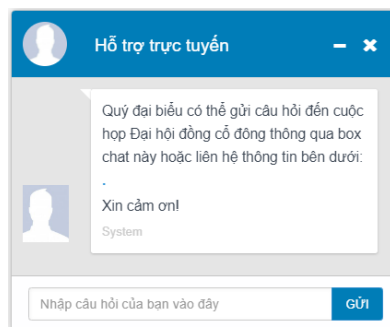 Hỗ trợ trực tuyến
Quý đại biểu có thể gửi câu hỏi đến cuộc
họp Đại hội đồng cổ đông thông qua box
chat này hoặc liên hệ thông tin bên dưới:
.
Xin cảm ơn!
System
Nhập câu hỏi của bạn vào đây
GỬI